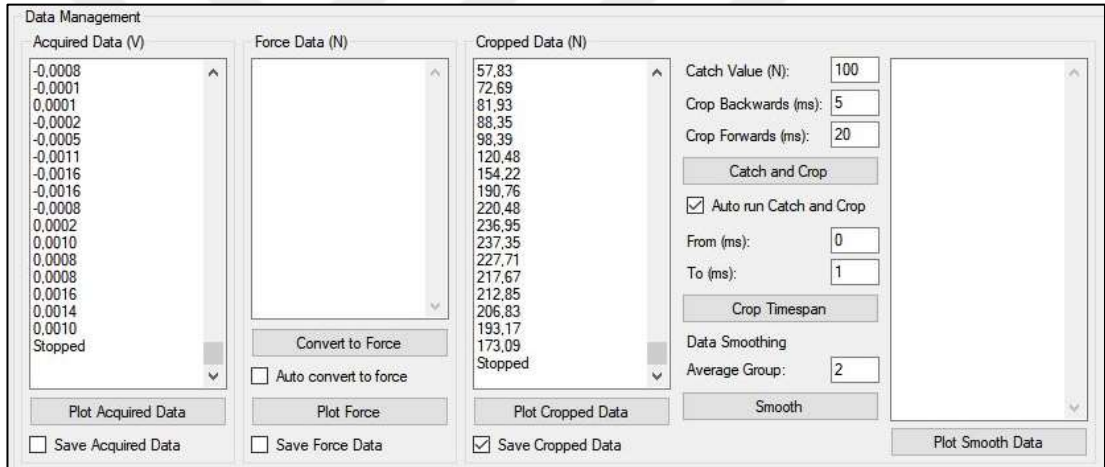 Data Management
Acquired Data (V)
-0,0008
-0,0001
0,0001
-0,0002
-0,0005
-0,0011
-0,0016
-0,0016
-0,0008
0,0002
0,0010
0,0008
0,0008
0,0016
0,0014
0,0010
Stopped
Plot Acquired Data
Save Acquired Data
Force Data (N)
Convert to Force
Auto convert to force
Plot Force
Save Force Data
Cropped Data (N)
57,83
72,69
81,93
88,35
98,39
120,48
154,22
190,76
220,48
236,95
237,35
227,71
217,67
212,85
206,83
193,17
173,09
Stopped
Plot Cropped Data
Save Cropped Data
Catch Value (N): 100
Crop Backwards (ms): 5
Crop Forwards (ms): 20
Catch and Crop
Auto run Catch and Crop
From (ms): 0
To (ms): 1
Crop Timespan
Data Smoothing
Average Group: 2
Smooth
Plot Smooth Data